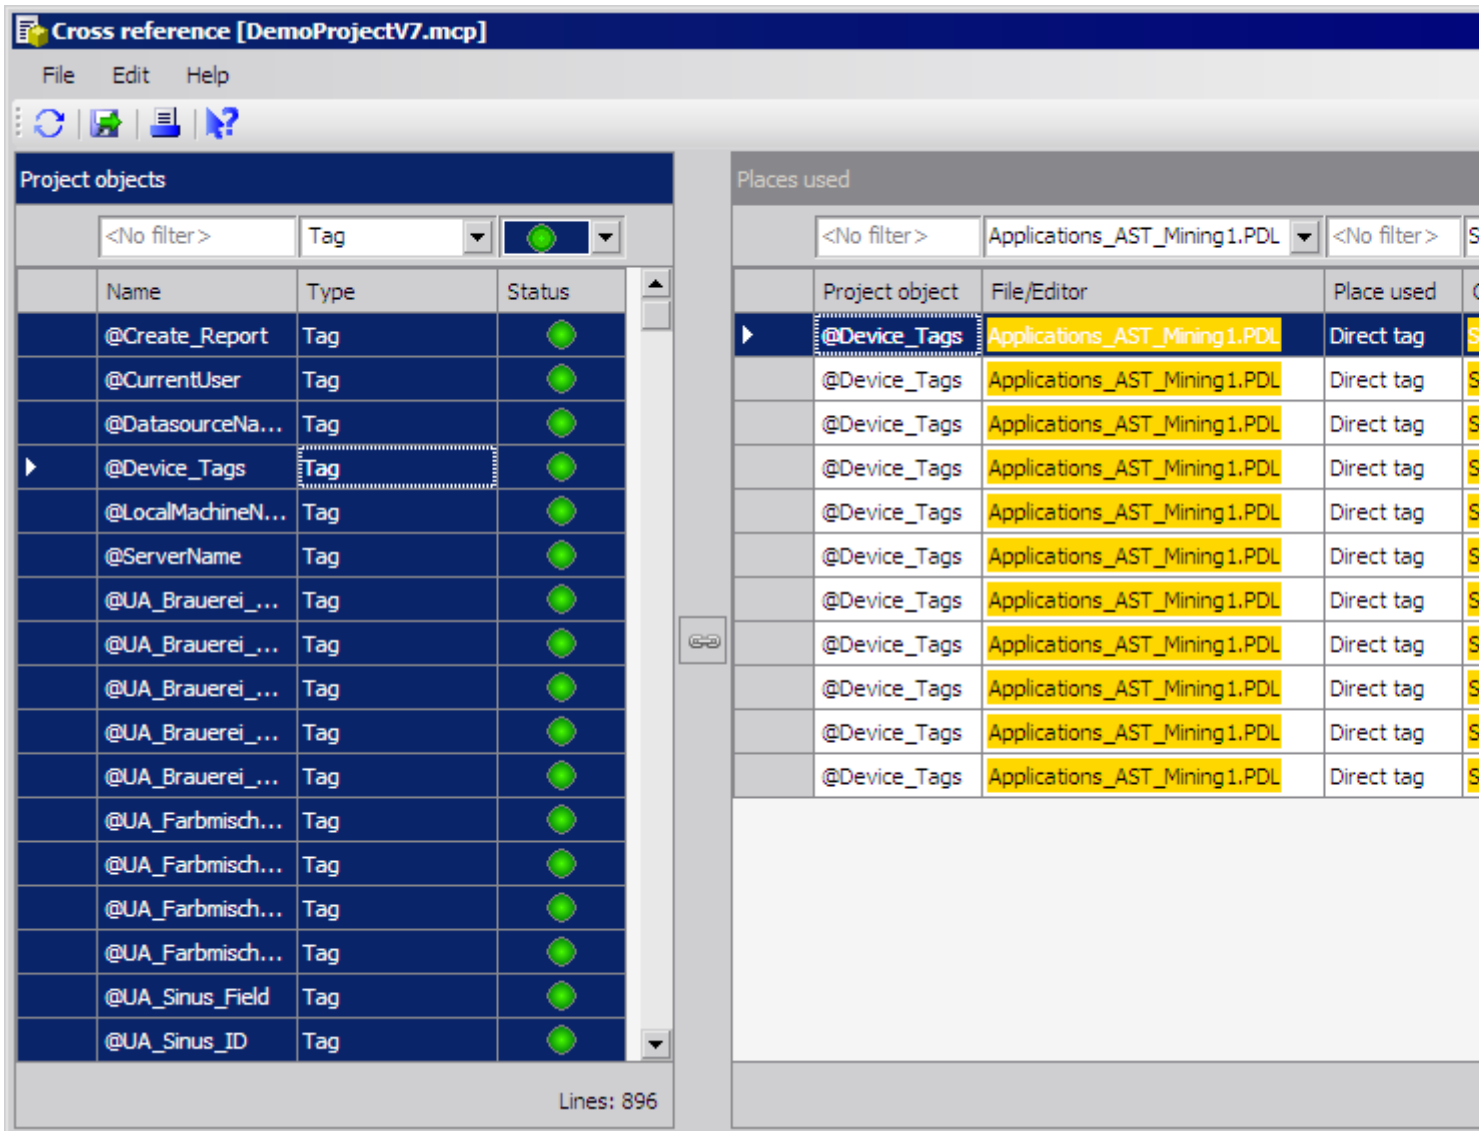 Cross reference [DemoProjectV7.mcp]
File Edit Help
Project objects
<No filter> Tag
Name Type Status
@Create_Report Tag
@CurrentUser Tag
@DatasourceNa... Tag
@Device_Tags Tag
@LocalMachineN... Tag
@ServerName Tag
@UA_Brauerei_... Tag
@UA_Brauerei_... Tag
@UA_Brauerei_... Tag
@UA_Brauerei_... Tag
@UA_Brauerei_... Tag
@UA_Farbmisch... Tag
@UA_Farbmisch... Tag
@UA_Farbmisch... Tag
@UA_Farbmisch... Tag
@UA_Sinus_Field Tag
@UA_Sinus_ID Tag
Lines: 896
Places used
<No filter> Applications_AST_Mining1.PDL <No filter> S
Project object File/Editor Place used
@Device_Tags Applications_AST_Mining1.PDL Direct tag S
@Device_Tags Applications_AST_Mining1.PDL Direct tag S
@Device_Tags Applications_AST_Mining1.PDL Direct tag S
@Device_Tags Applications_AST_Mining1.PDL Direct tag S
@Device_Tags Applications_AST_Mining1.PDL Direct tag S
@Device_Tags Applications_AST_Mining1.PDL Direct tag S
@Device_Tags Applications_AST_Mining1.PDL Direct tag S
@Device_Tags Applications_AST_Mining1.PDL Direct tag S
@Device_Tags Applications_AST_Mining1.PDL Direct tag S
@Device_Tags Applications_AST_Mining1.PDL Direct tag S
@Device_Tags Applications_AST_Mining1.PDL Direct tag S